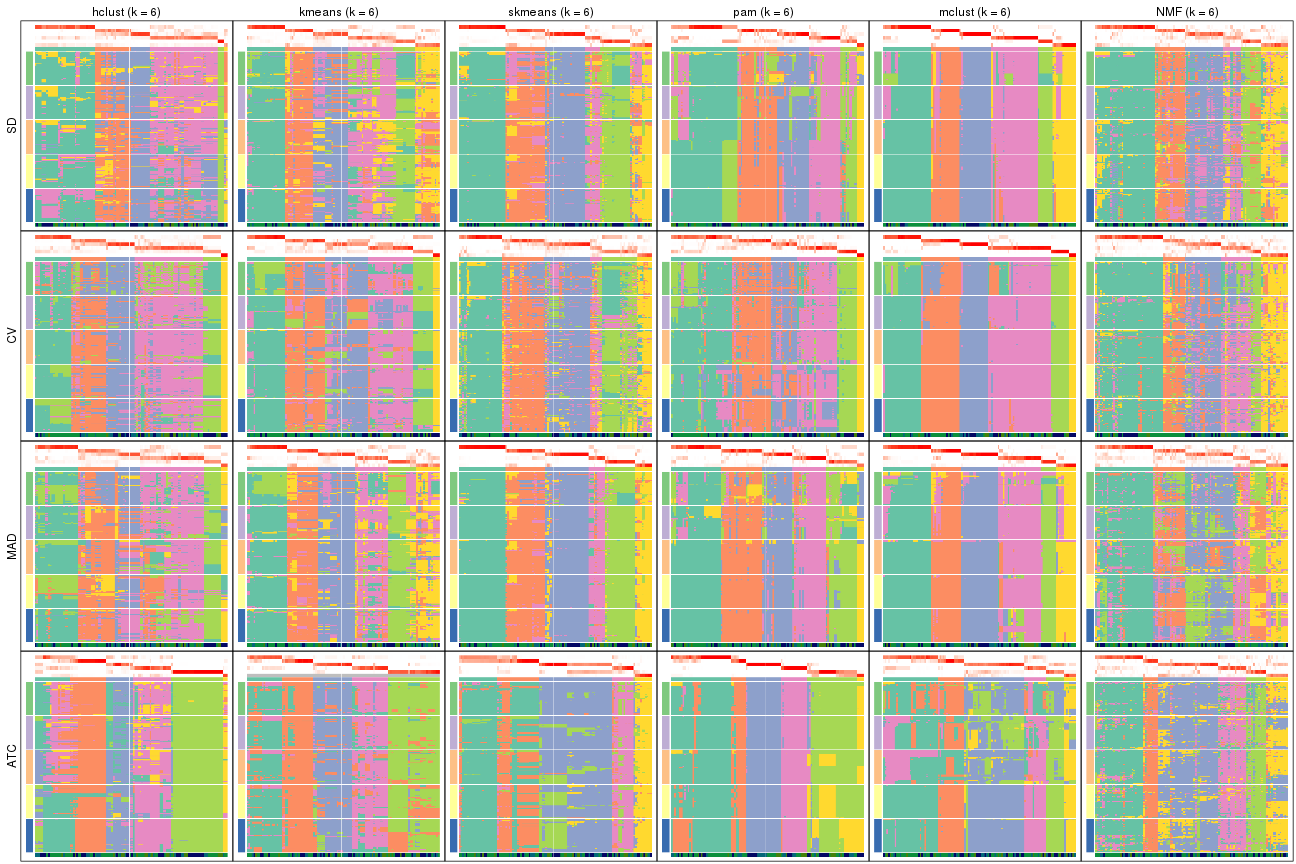 hclust (k = 6) kmeans (k = 6) skmeans (k = 6) pam (k = 6) mclust (k = 6) NMF (k = 6)
SD
CV
MAD
ATC